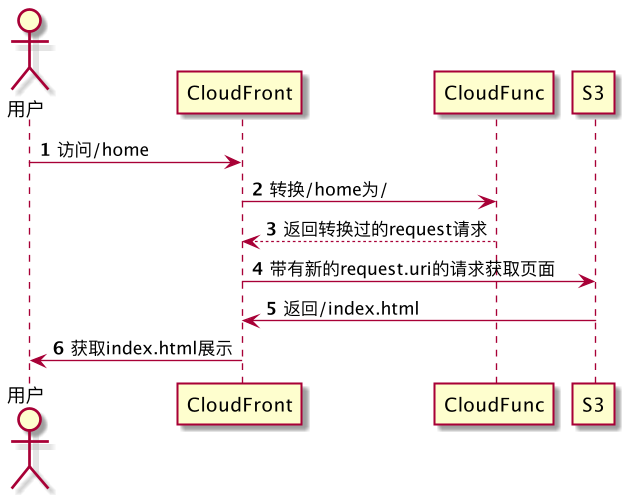 用户
CloudFront
CloudFunc
S3
1 访问/home
2 转换/home为/
3 返回转换过的request请求
4 带有新的request.uri的请求获取页面
5 返回/index.html
6 获取index.html展示
用户
CloudFront
CloudFunc
S3